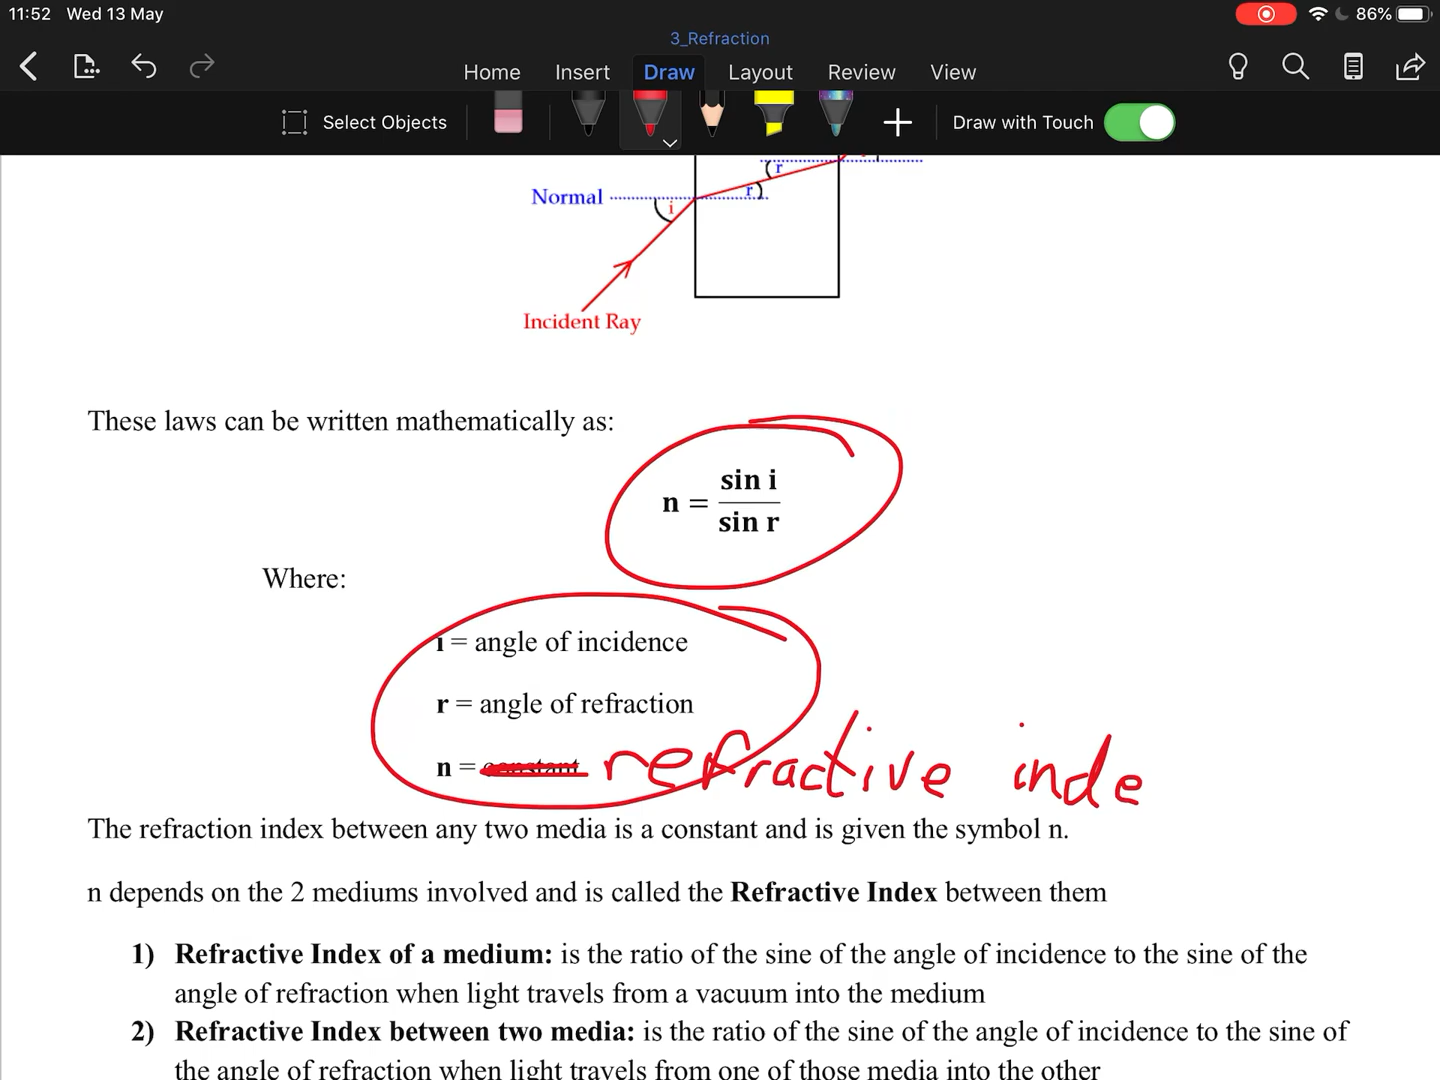 11:52 Wed 13 May 86%
3_Refraction
Home Insert Draw Layout Review View
Select Objects Draw with Touch
r
Normal r
i
Incident Ray
These laws can be written mathematically as:
n = sin i / sin r
Where:
i = angle of incidence
r = angle of refraction
n = constant refractive inde
The refraction index between any two media is a constant and is given the symbol n.
n depends on the 2 mediums involved and is called the Refractive Index between them
1) Refractive Index of a medium: is the ratio of the sine of the angle of incidence to the sine of the
angle of refraction when light travels from a vacuum into the medium
2) Refractive Index between two media: is the ratio of the sine of the angle of incidence to the sine of
the angle of refraction when light travels from one of those media into the other